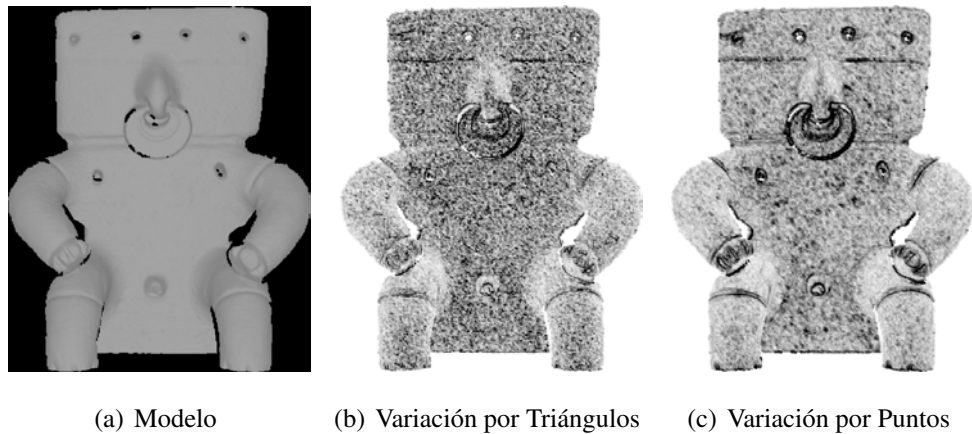 (a) Modelo
(b) Variación por Triángulos
(c) Variación por Puntos